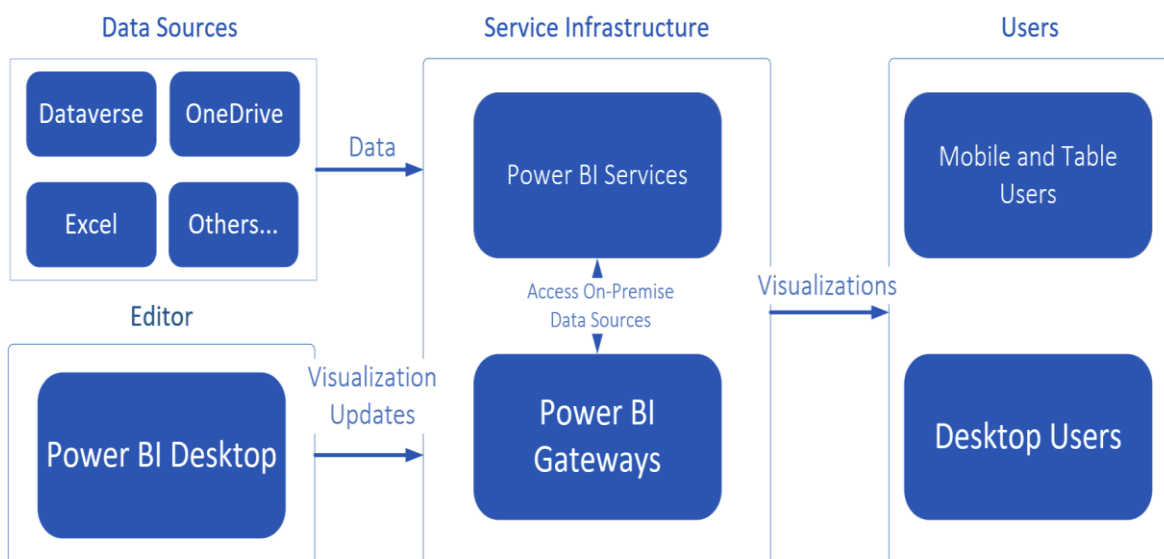 Data Sources
Dataverse
OneDrive
Excel
Others...
Data
Editor
Power BI Desktop
Visualization
Updates
Service Infrastructure
Power BI Services
Access On-Premise
Data Sources
Power BI
Gateways
Visualizations
Users
Mobile and Table
Users
Desktop Users